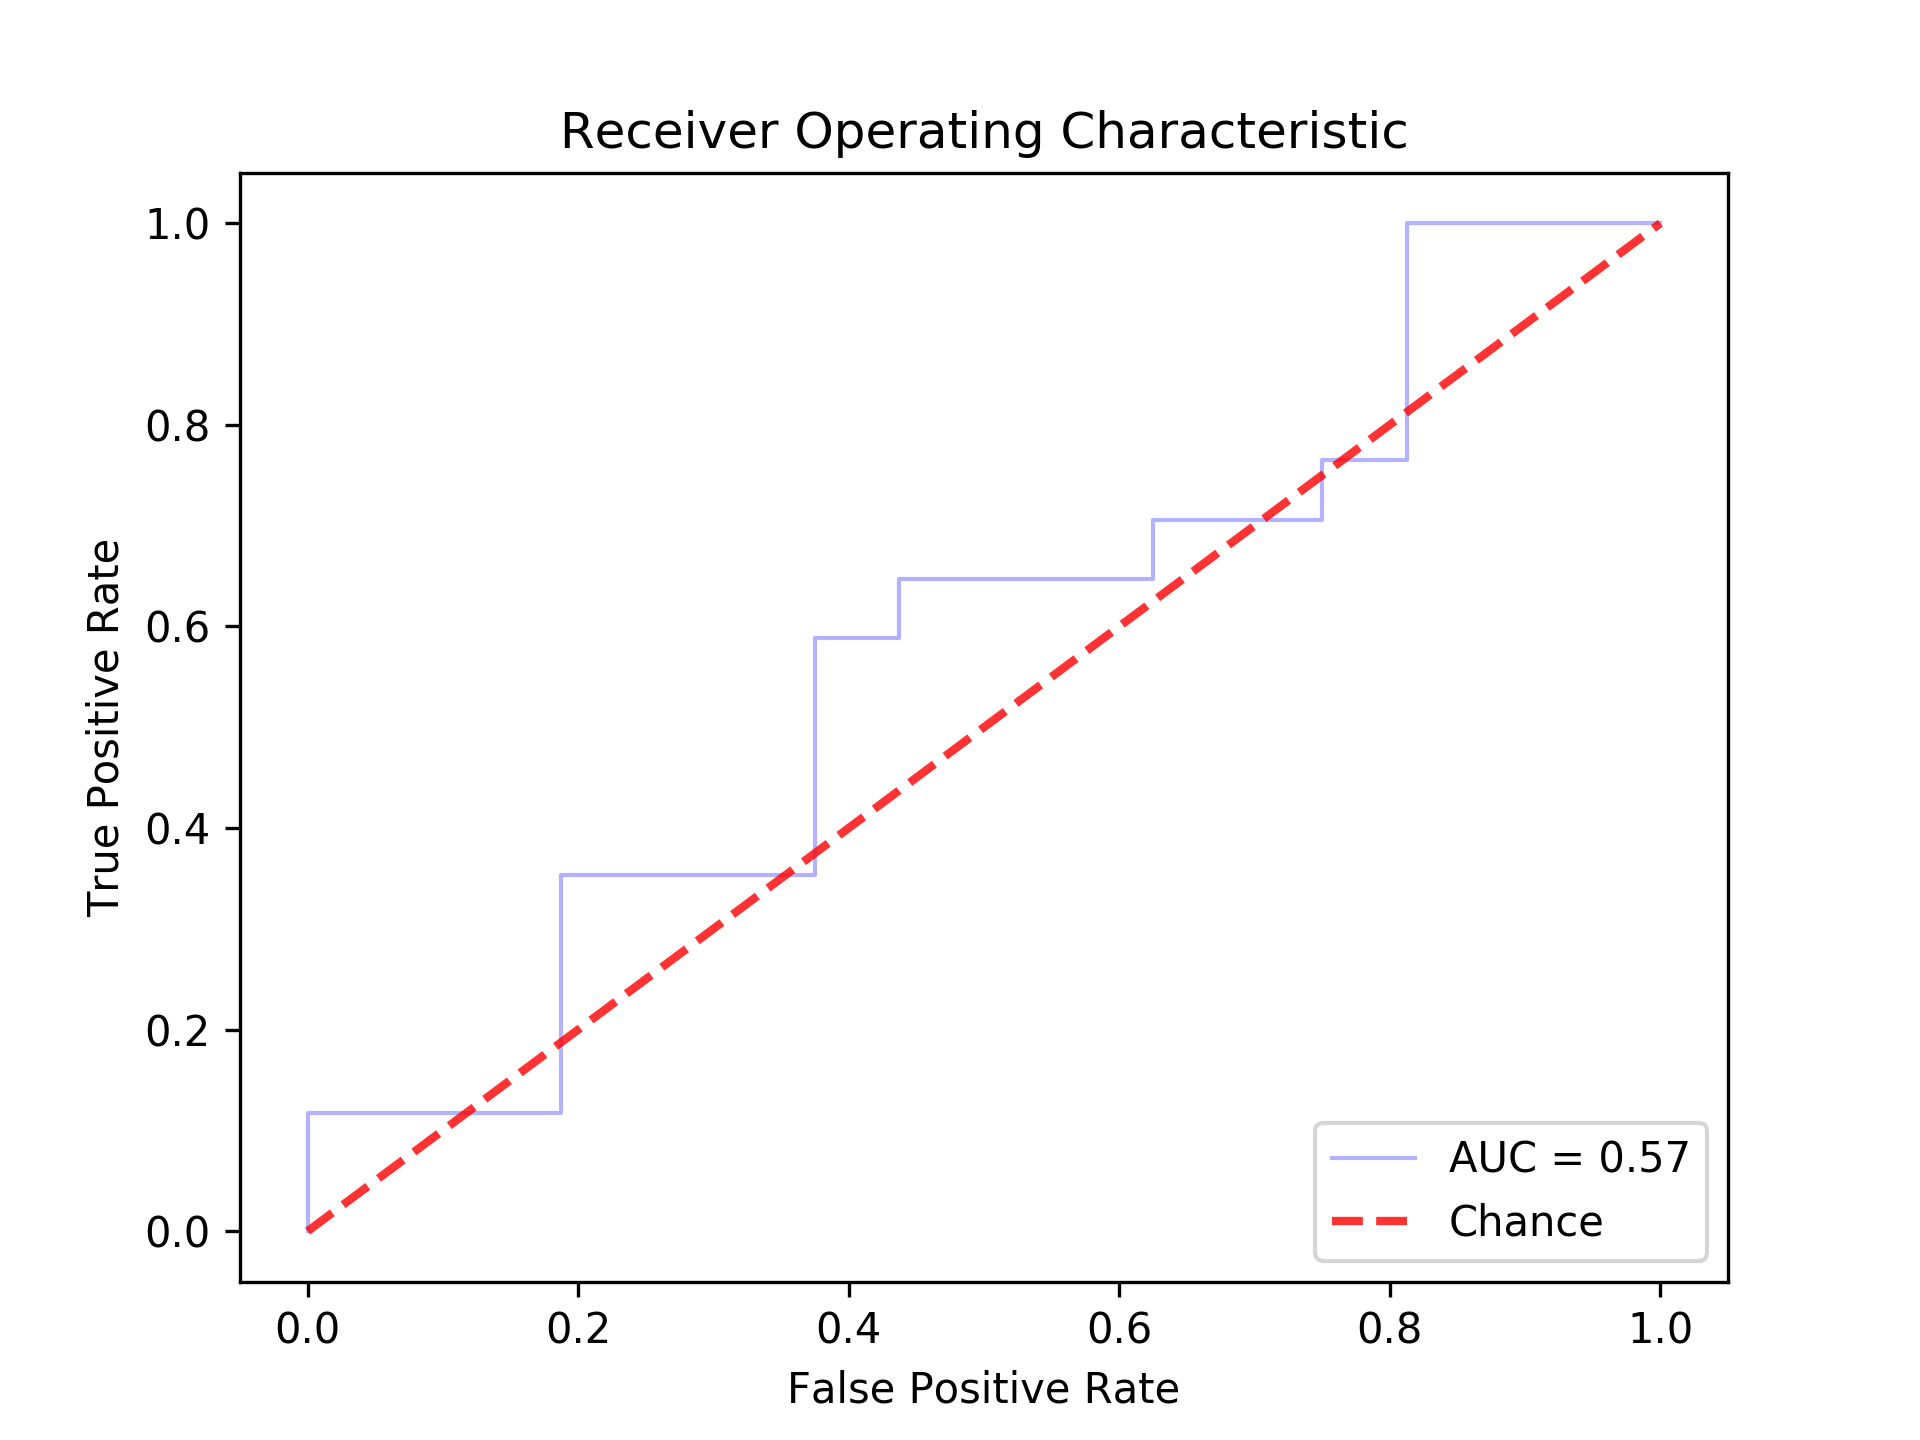 Receiver Operating Characteristic
True Positive Rate
1.0
0.8
0.6
0.4
0.2
0.0
0.0 0.2 0.4 0.6 0.8 1.0
False Positive Rate
AUC = 0.57
Chance